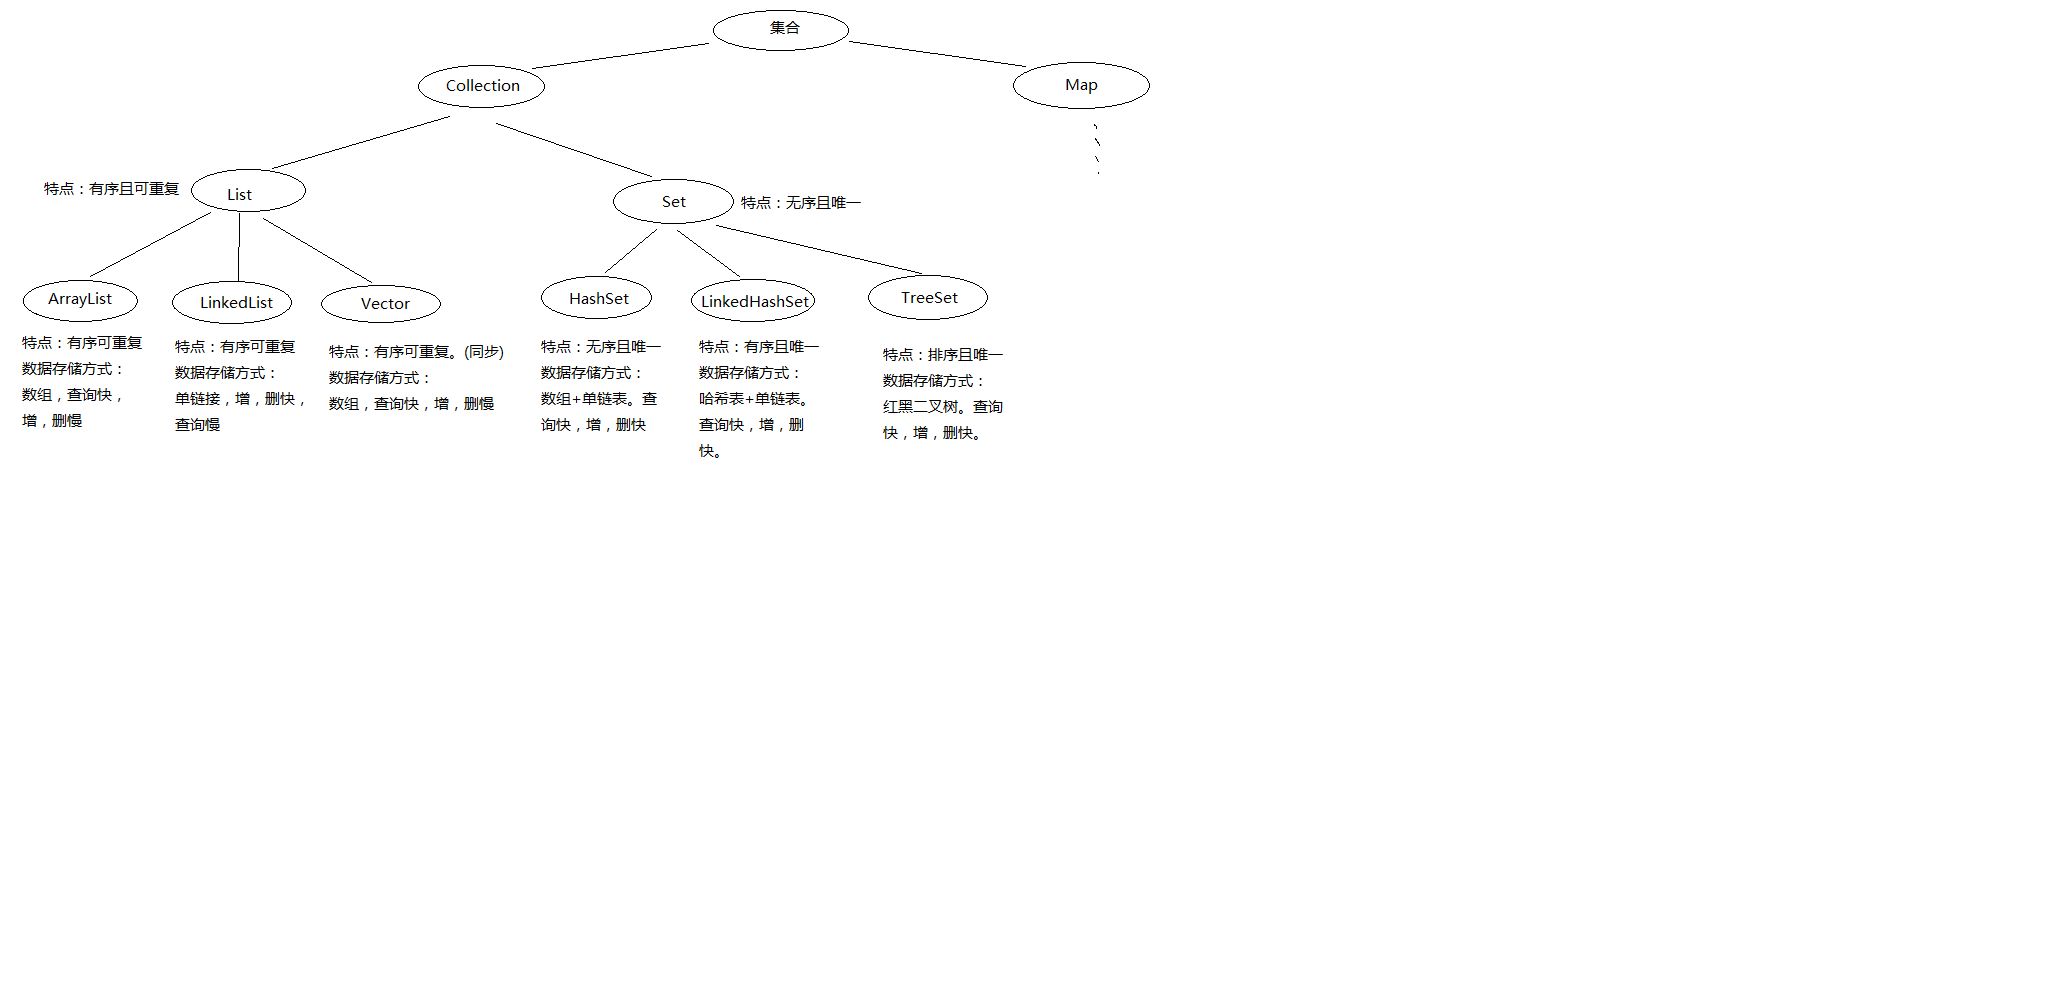 集合
Collection
Map
特点：有序且可重复
List
Set
特点：无序且唯一
ArrayList
LinkedList
Vector
HashSet
LinkedHashSet
TreeSet
特点：有序可重复
数据存储方式：
数组，查询快，
增，删慢
特点：有序可重复
数据存储方式：
单链接，增，删快，
查询慢
特点：有序可重复。(同步)
数据存储方式：
数组，查询快，增，删慢
特点：无序且唯一
数据存储方式：
数组+单链表。查
询快，增，删快
特点：有序且唯一
数据存储方式：
哈希表+单链表。
查询快，增，删
快。
特点：排序且唯一
数据存储方式：
红黑二叉树。查询
快，增，删快。